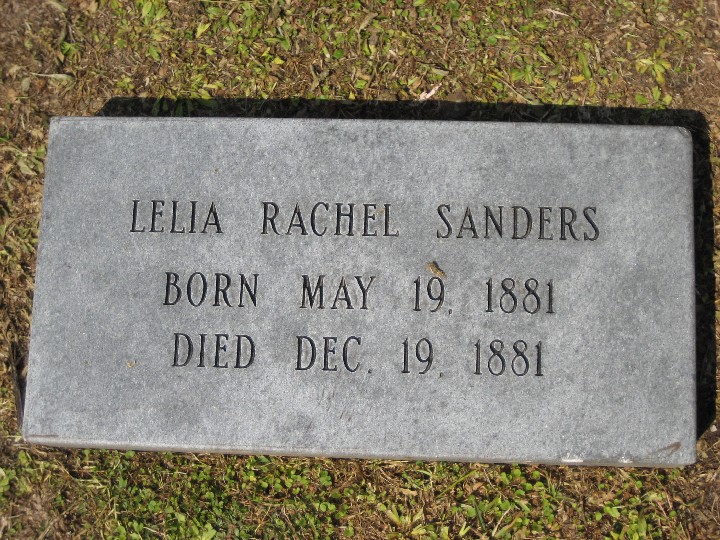 LELIA RACHEL SANDERS
BORN MAY 19, 1881
DIED DEC. 19, 1881